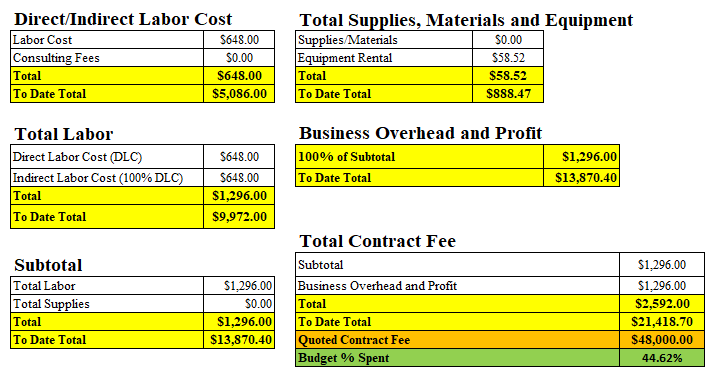 Direct/Indirect Labor Cost
Labor Cost $648.00
Consulting Fees $0.00
Total $648.00
To Date Total $5,086.00
Total Supplies, Materials and Equipment
Supplies/Materials $0.00
Equipment Rental $58.52
Total $58.52
To Date Total $888.47
Total Labor
Direct Labor Cost (DLC) $648.00
Indirect Labor Cost (100% DLC) $648.00
Total $1,296.00
To Date Total $9,972.00
Business Overhead and Profit
100% of Subtotal $1,296.00
To Date Total $13,870.40
Subtotal
Total Labor $1,296.00
Total Supplies $0.00
Total $1,296.00
To Date Total $13,870.40
Total Contract Fee
Subtotal $1,296.00
Business Overhead and Profit $1,296.00
Total $2,592.00
To Date Total $21,418.70
Quoted Contract Fee $48,000.00
Budget % Spent 44.62%